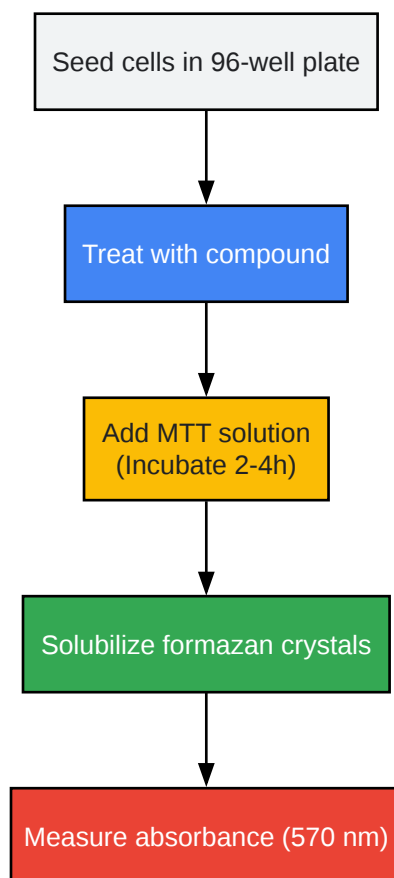 Seed cells in 96-well plate
Treat with compound
Add MTT solution
(Incubate 2-4h)
Solubilize formazan crystals
Measure absorbance (570 nm)